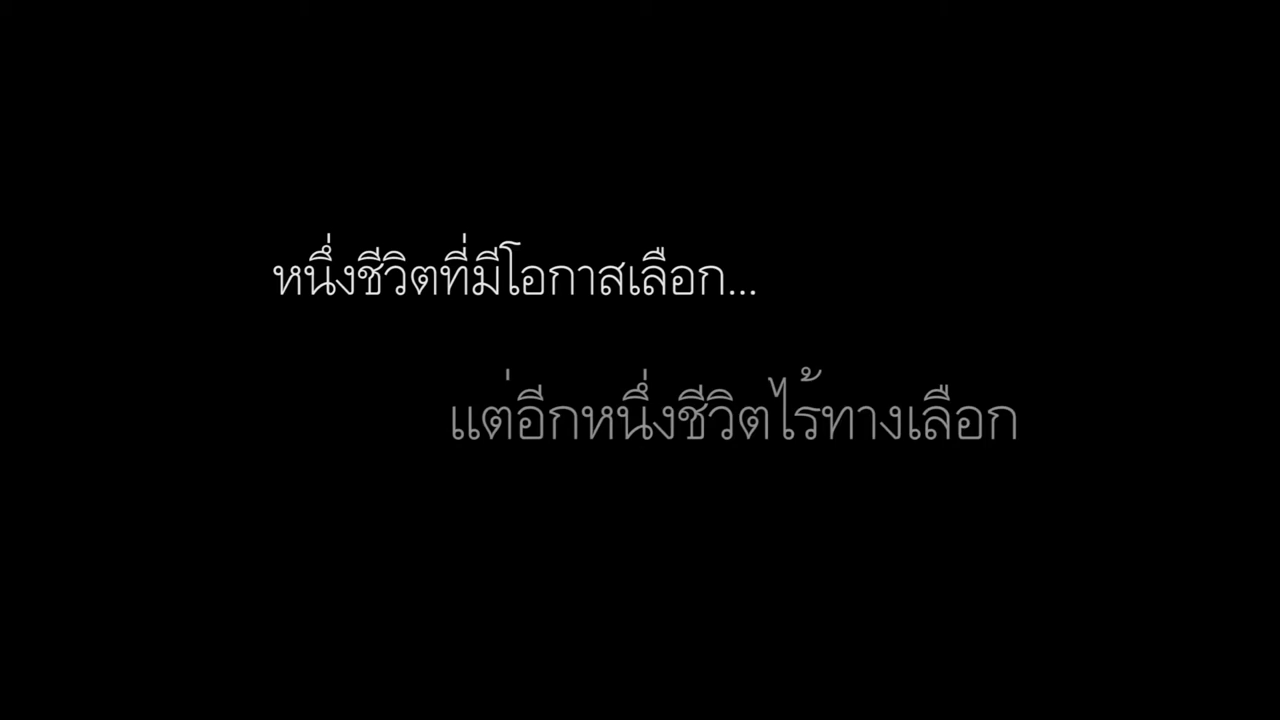 หนึ่งชีวิตที่มีโอกาสเลือก...
แต่อีกหนึ่งชีวิตไร้ทางเลือก